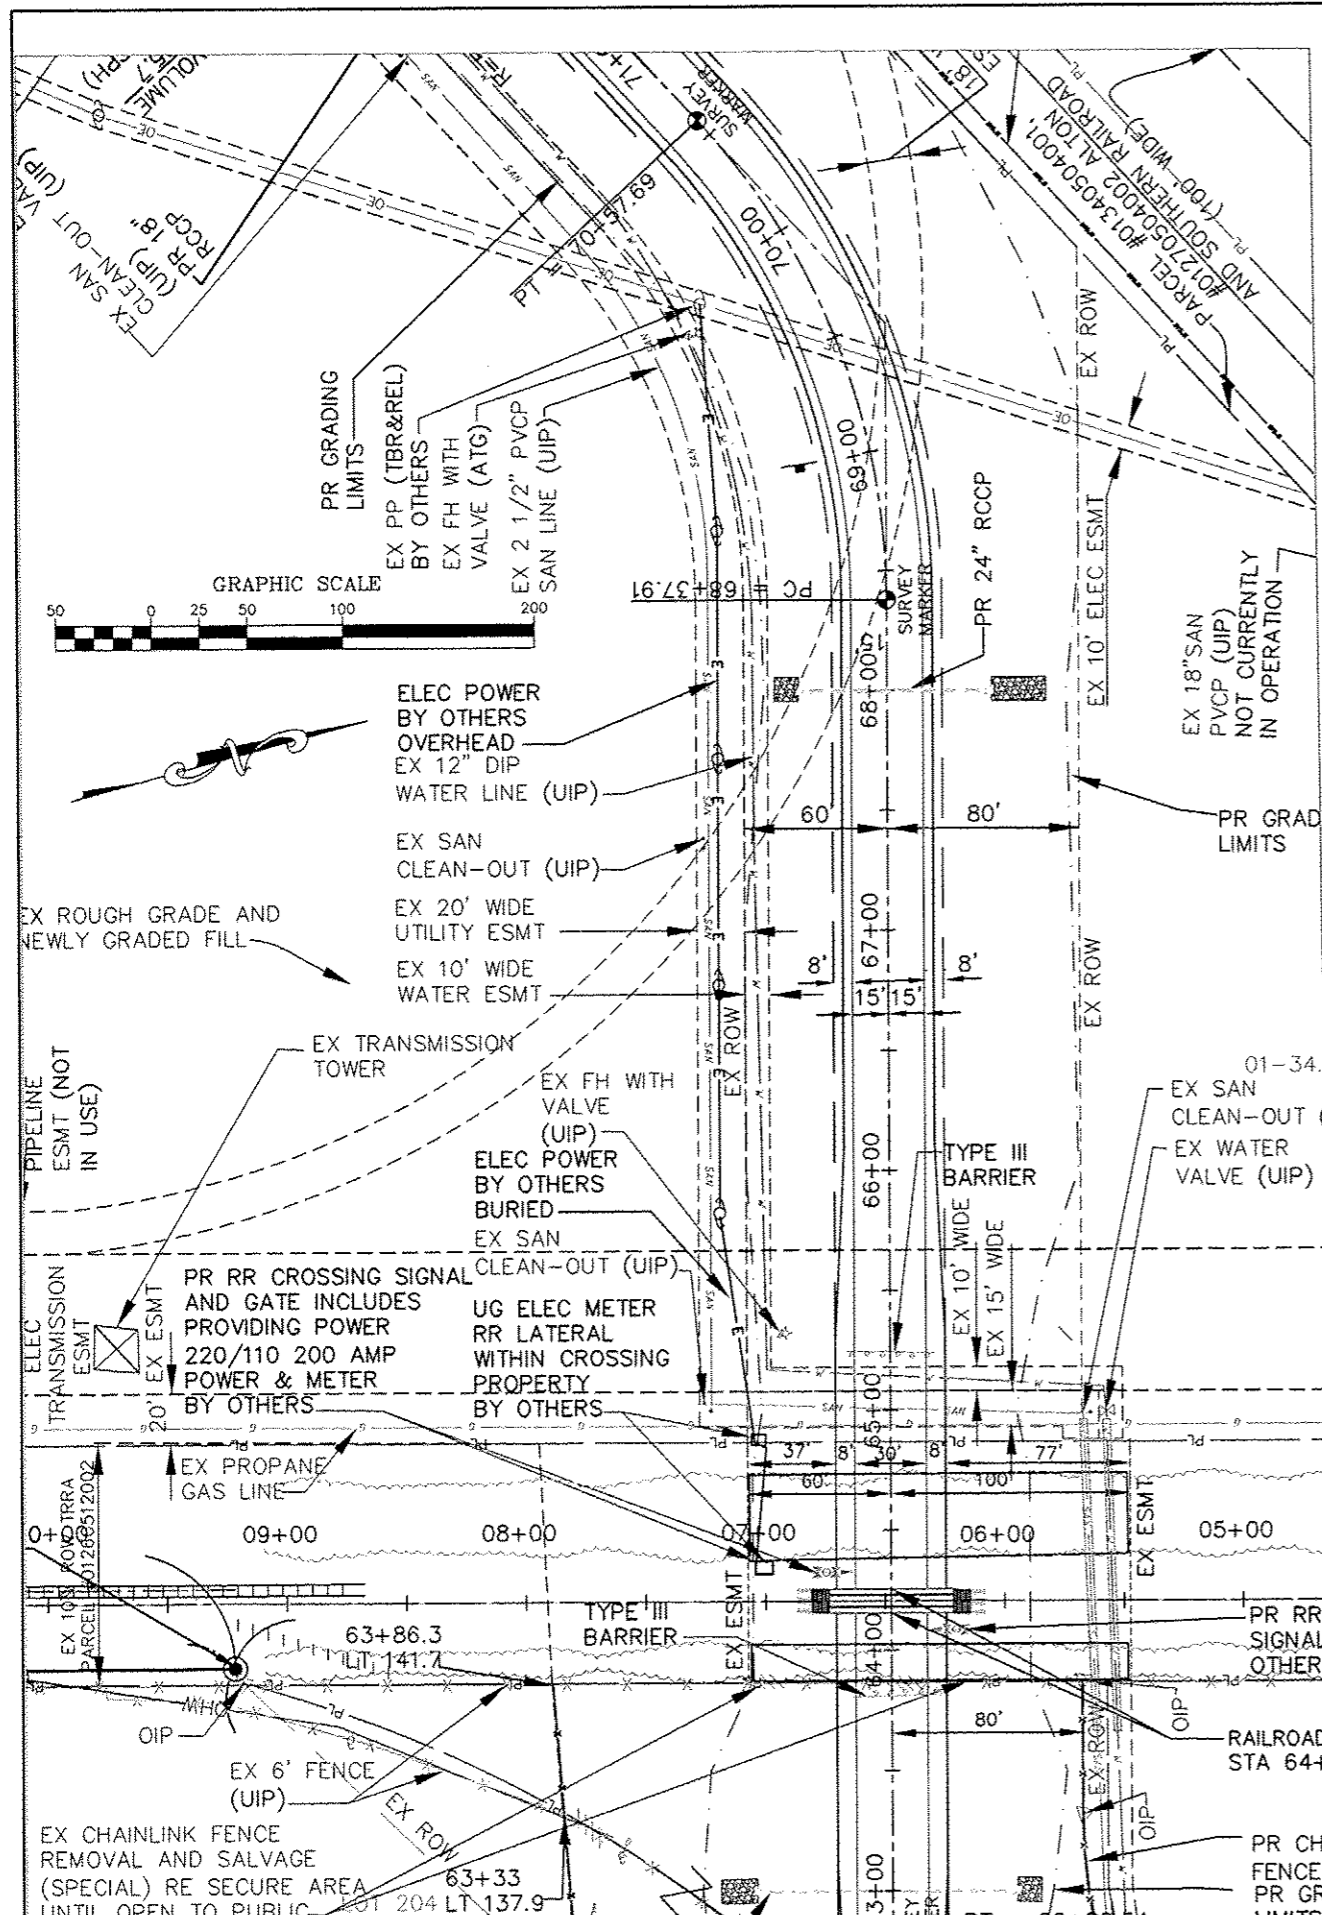 VOLUME
EX SAN
CLEAN-OUT
(UIP)
PR 18"
RCCP
PT # 70+57.69
SURVEY
MARKER
71+
70+00
69+00
PARCEL #01340504001,
#01270504002 ALTON
AND SOUTHERN RAILROAD
(100' WIDE)
EX ROW
PR GRADING
LIMITS
EX PP (TBR&REL)
BY OTHERS
EX FH WITH
VALVE (ATG)
EX 2 1/2" PVCP
SAN LINE (UIP)
GRAPHIC SCALE
50 0 25 50 100 200
PC # 68+37.91
SURVEY
MARKER
PR 24" RCCP
EX 10' ELEC ESMT
EX 18"SAN
PVCP (UIP)
NOT CURRENTLY
IN OPERATION
68+00
ELEC POWER
BY OTHERS
OVERHEAD
EX 12" DIP
WATER LINE (UIP)
60' 80'
PR GRAD
LIMITS
EX SAN
CLEAN-OUT (UIP)
EX ROUGH GRADE AND
NEWLY GRADED FILL
EX 20' WIDE
UTILITY ESMT
EX 10' WIDE
WATER ESMT
67+00
8' 8'
15' 15'
EX ROW
EX ROW
EX TRANSMISSION
TOWER
PIPELINE
ESMT (NOT
IN USE)
EX FH WITH
VALVE
(UIP)
01-34.
EX SAN
CLEAN-OUT (
EX WATER
VALVE (UIP)
ELEC POWER
BY OTHERS
BURIED
66+00
TYPE III
BARRIER
EX SAN
CLEAN-OUT (UIP)
EX 10' WIDE
EX 15' WIDE
ELEC
TRANSMISSION
ESMT
20' EX ESMT
PR RR CROSSING SIGNAL
AND GATE INCLUDES
PROVIDING POWER
220/110 200 AMP
POWER & METER
BY OTHERS
UG ELEC METER
RR LATERAL
WITHIN CROSSING
PROPERTY
BY OTHERS
65+00
EX PROPANE
GAS LINE
37' 8' 30' 8' 77'
60' 100'
09+00 08+00 07+00 06+00 05+00
EX ESMT
EX ESMT
TYPE III
BARRIER
63+86.3
LT 141.7
64+00
PR RR
SIGNAL
OTHER
OHW
OIP
OIP
80'
RAILROAD
STA 64+
EX ROW
EX 6' FENCE
(UIP)
EX ROW
OIP
EX CHAINLINK FENCE
REMOVAL AND SALVAGE
(SPECIAL) RE SECURE AREA
UNTIL OPEN TO PUBLIC
204
63+33
LT 137.9
3+00
PR CH
FENCE
PR GR